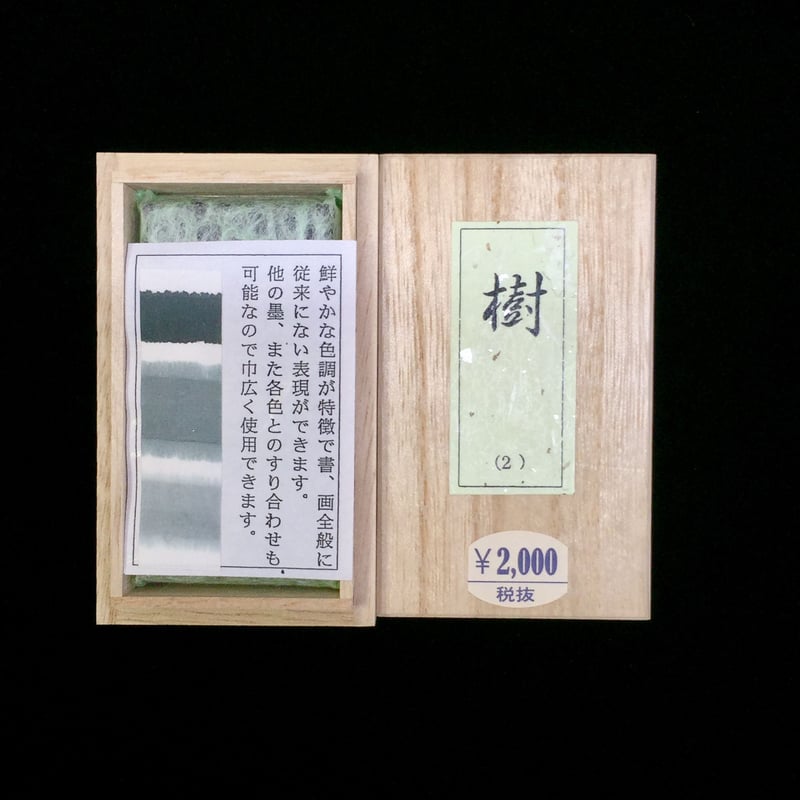 鮮やかな色調が特徴で書、画全般に
従来にない表現ができます。
他の墨、また各色とのすり合わせも
可能なので巾広く使用できます。
樹
(2)
¥2,000
税抜